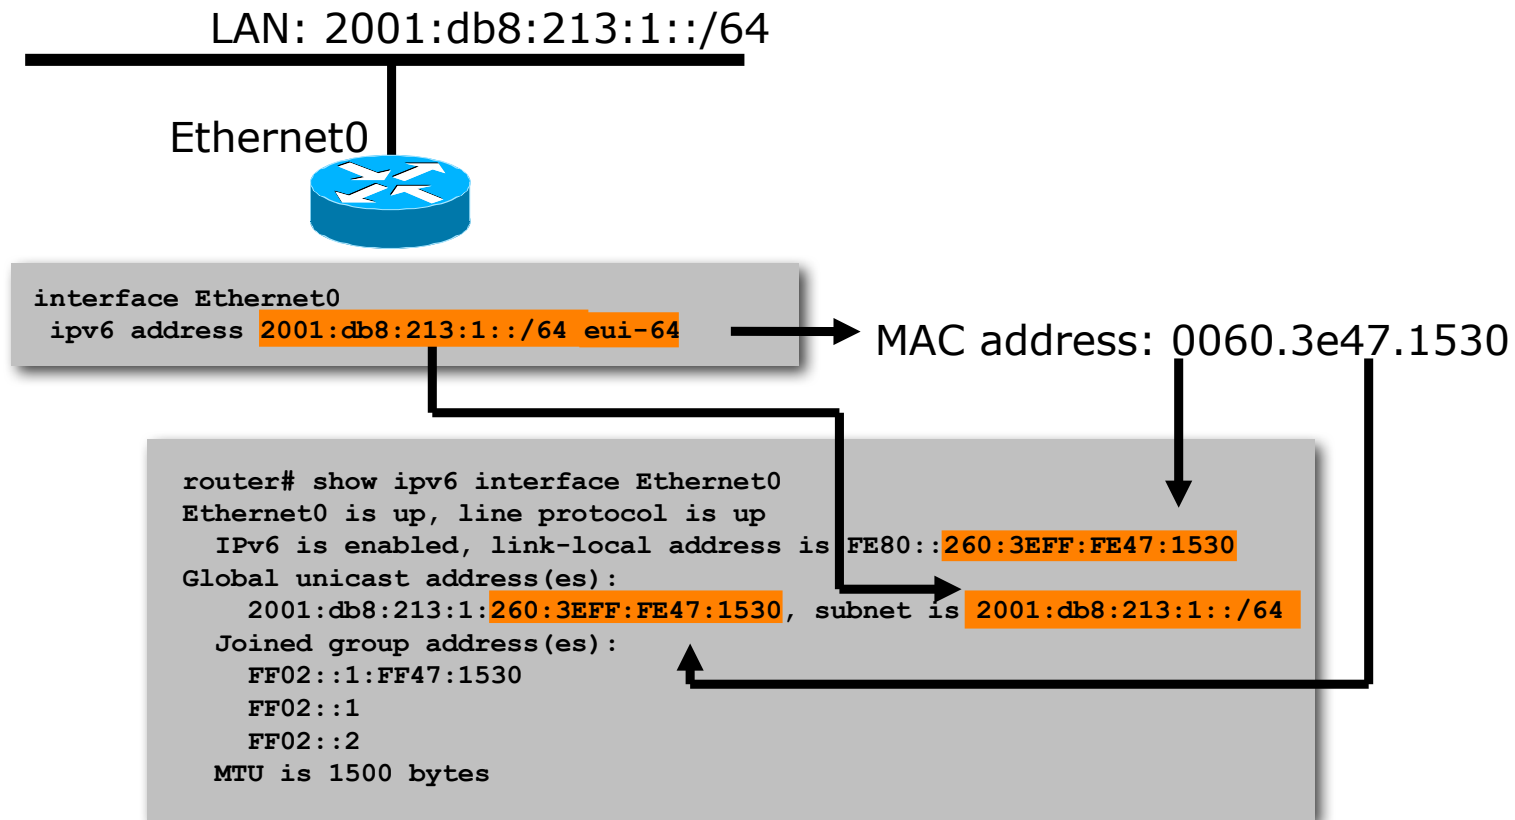 LAN: 2001:db8:213:1::/64
Ethernet0
interface Ethernet0
ipv6 address 2001:db8:213:1::/64 eui-64
MAC address: 0060.3e47.1530
router# show ipv6 interface Ethernet0
Ethernet0 is up, line protocol is up
IPv6 is enabled, link-local address is FE80::260:3EFF:FE47:1530
Global unicast address(es):
2001:db8:213:1:260:3EFF:FE47:1530, subnet is 2001:db8:213:1::/64
Joined group address(es):
FF02::1:FF47:1530
FF02::1
FF02::2
MTU is 1500 bytes